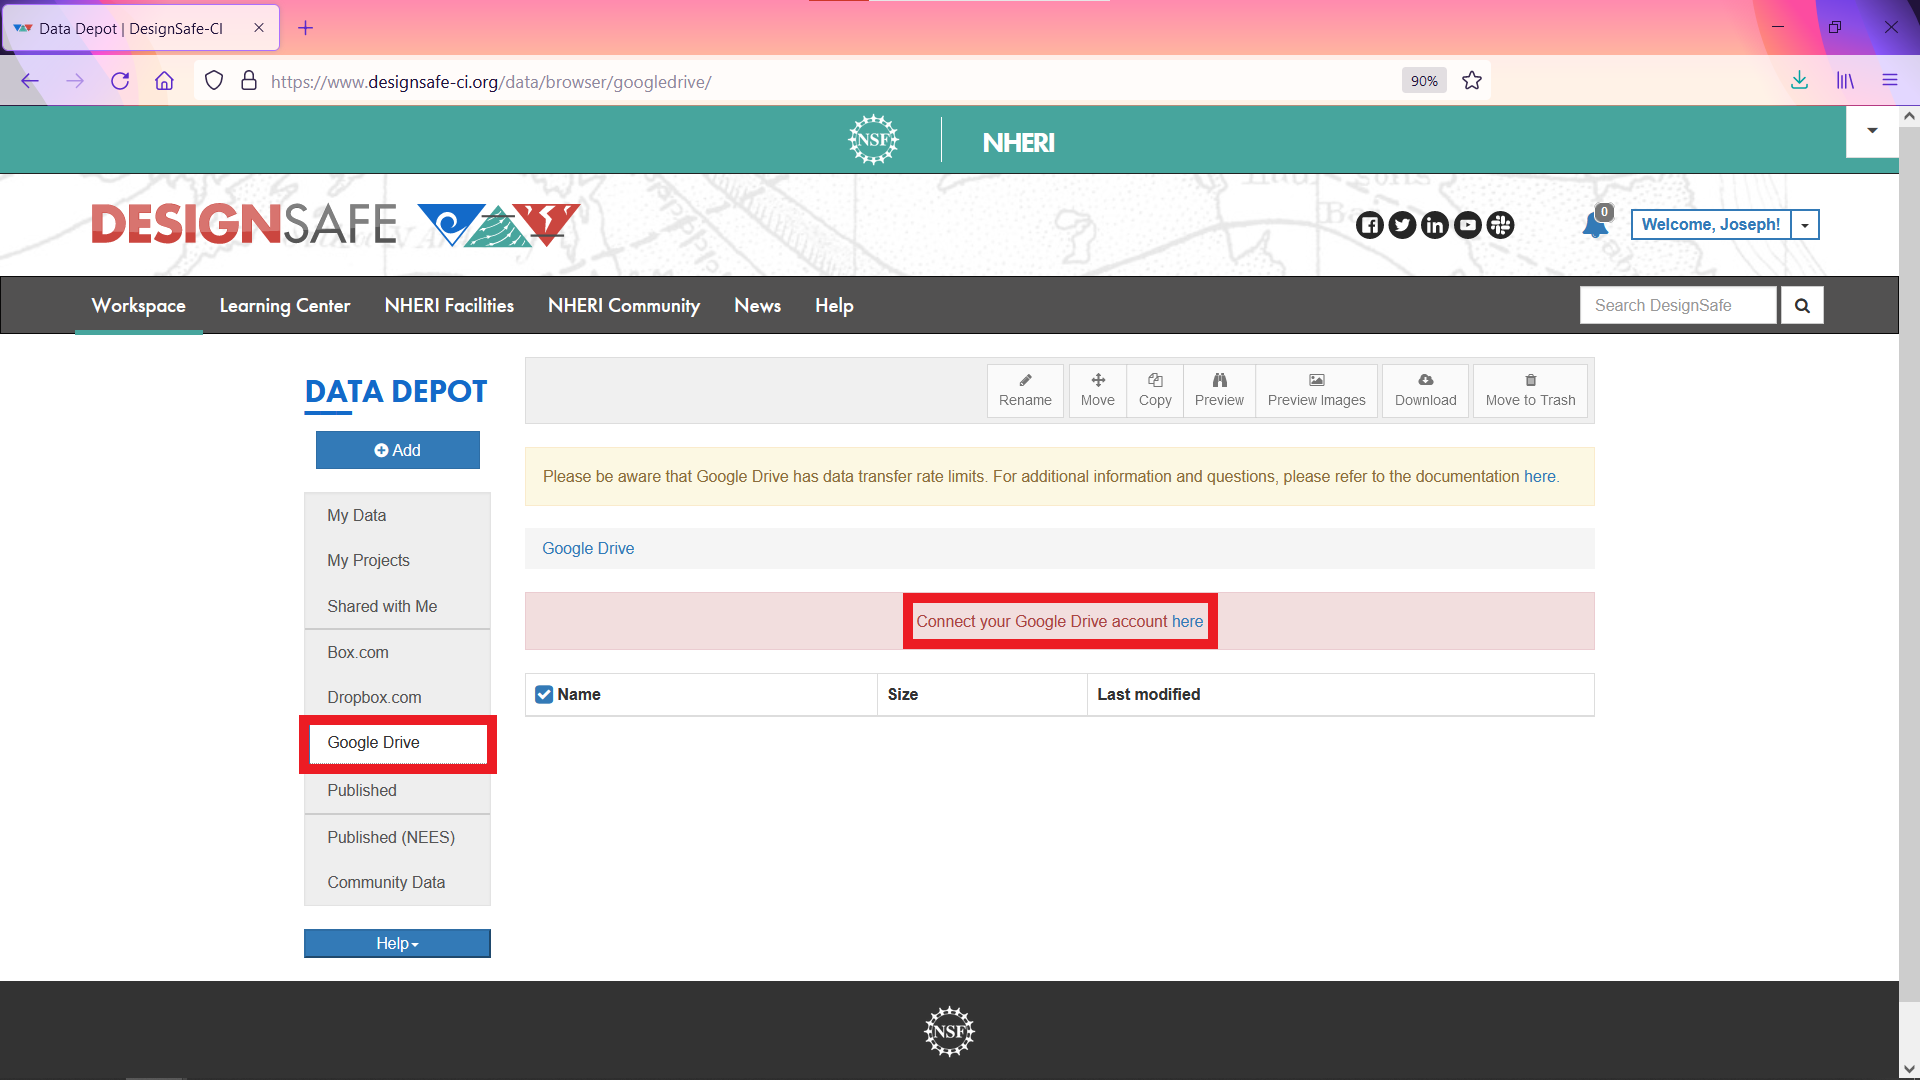 Data Depot | DesignSafe-CI
https://www.designsafe-ci.org/data/browser/googledrive/
90%
NSF
NHERI
DESIGNSAFE
0
Welcome, Joseph!
Workspace
Learning Center
NHERI Facilities
NHERI Community
News
Help
Search DesignSafe
DATA DEPOT
Add
My Data
My Projects
Shared with Me
Box.com
Dropbox.com
Google Drive
Published
Published (NEES)
Community Data
Help
Rename
Move
Copy
Preview
Preview Images
Download
Move to Trash
Please be aware that Google Drive has data transfer rate limits. For additional information and questions, please refer to the documentation here.
Google Drive
Connect your Google Drive account here
Name
Size
Last modified
NSF